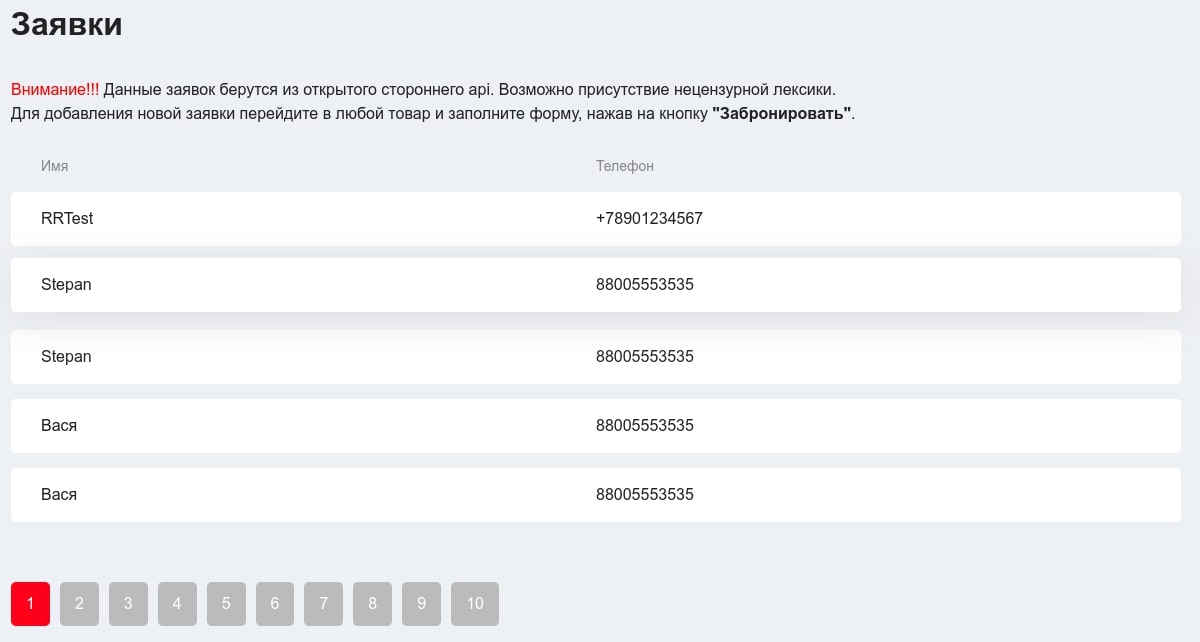 Заявки
Внимание!!! Данные заявок берутся из открытого стороннего api. Возможно присутствие нецензурной лексики.
Для добавления новой заявки перейдите в любой товар и заполните форму, нажав на кнопку "Забронировать".
Имя Телефон
RRTest +78901234567
Stepan 88005553535
Stepan 88005553535
Вася 88005553535
Вася 88005553535
1 2 3 4 5 6 7 8 9 10